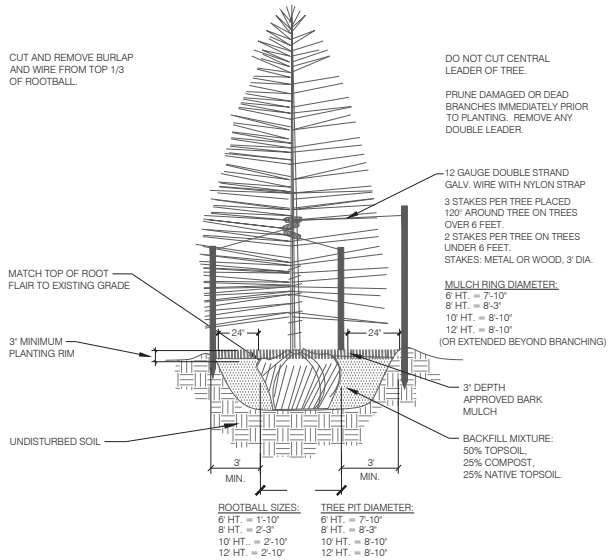 CUT AND REMOVE BURLAP
AND WIRE FROM TOP 1/3
OF ROOTBALL.
DO NOT CUT CENTRAL
LEADER OF TREE.
PRUNE DAMAGED OR DEAD
BRANCHES IMMEDIATELY PRIOR
TO PLANTING. REMOVE ANY
DOUBLE LEADER.
12 GAUGE DOUBLE STRAND
GALV. WIRE WITH NYLON STRAP
3 STAKES PER TREE PLACED
120° AROUND TREE ON TREES
OVER 6 FEET.
2 STAKES PER TREE ON TREES
UNDER 6 FEET.
STAKES: METAL OR WOOD, 3' DIA.
MULCH RING DIAMETER:
6' HT. = 7'-10"
8' HT. = 8'-3"
10' HT. = 8'-10"
12' HT. = 8'-10"
(OR EXTENDED BEYOND BRANCHING)
MATCH TOP OF ROOT
FLAIR TO EXISTING GRADE
24"
24"
3" MINIMUM
PLANTING RIM
3" DEPTH
APPROVED BARK
MULCH
UNDISTURBED SOIL
BACKFILL MIXTURE:
50% TOPSOIL,
25% COMPOST,
25% NATIVE TOPSOIL.
3'
MIN.
3'
MIN.
ROOTBALL SIZES:
6' HT. = 1'-10"
8' HT. = 2'-3"
10' HT.. = 2'-10"
12' HT. = 2'-10"
TREE PIT DIAMETER:
6' HT. = 7'-10"
8' HT. = 8'-3"
10' HT. = 8'-10"
12' HT. = 8'-10"